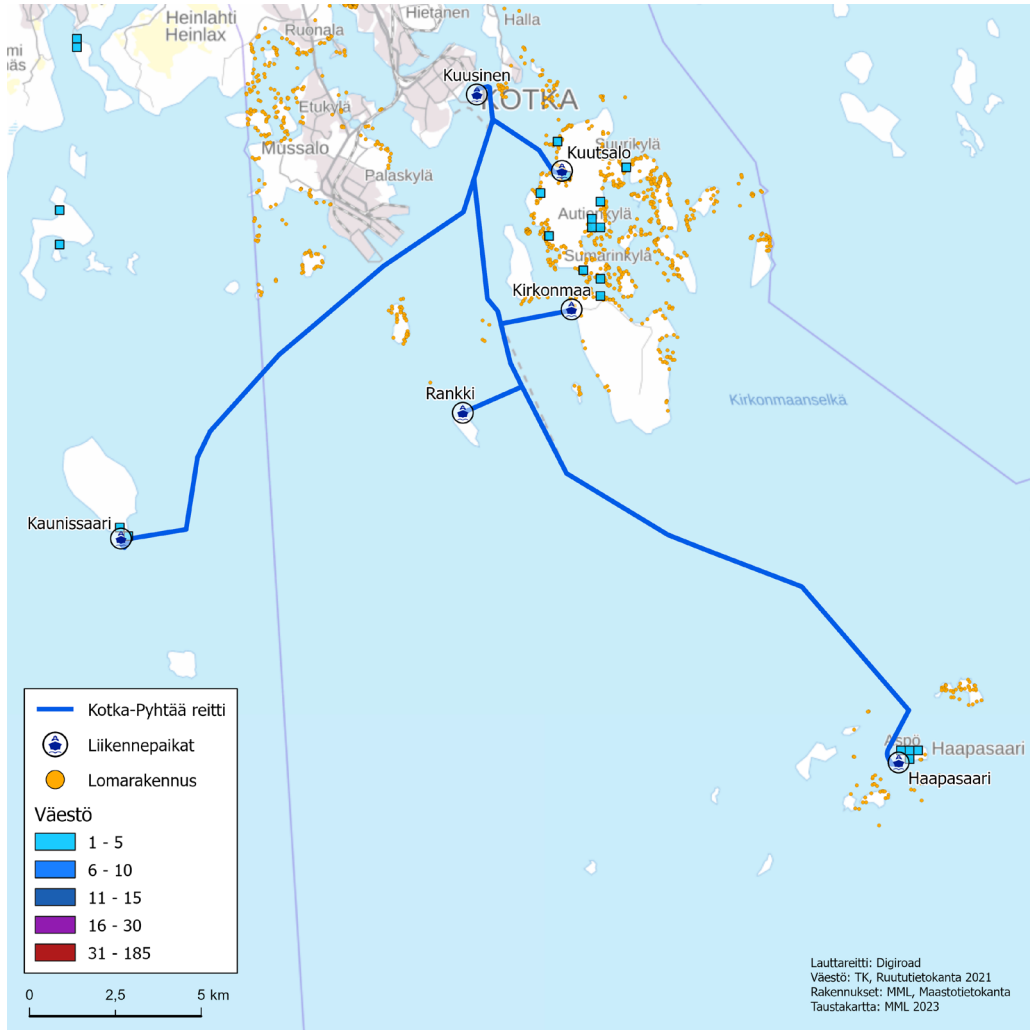 Hietanen
Heinlahti
Heinlax
Halla
Ruonala
mi
näs
Kuusinen
KOTKA
Etukylä
Mussalo
Suurikylä
Kuutsalo
Palaskylä
Autionkylä
Sumarinkylä
Kirkonmaa
Rankki
Kirkonmaanselkä
Kaunissaari
Aspö
Haapasaari
Haapasaari
Kotka-Pyhtää reitti
Liikennepaikat
Lomarakennus
Väestö
1 - 5
6 - 10
11 - 15
16 - 30
31 - 185
0
2,5
5 km
Lauttareitti: Digiroad
Väestö: TK, Ruututietokanta 2021
Rakennukset: MML, Maastotietokanta
Taustakartta: MML 2023